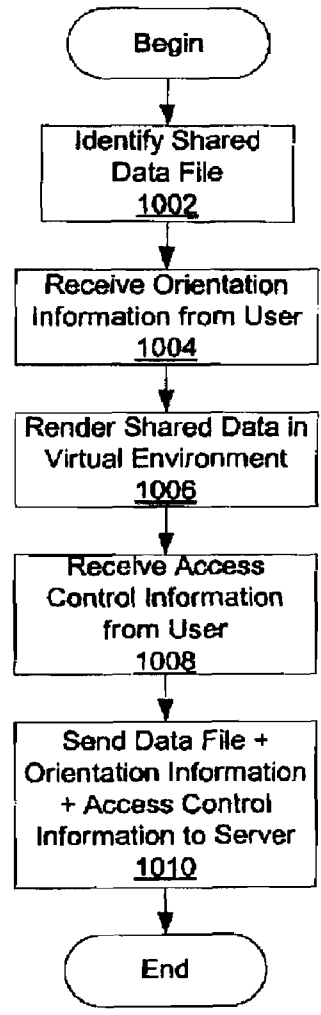 Begin
Identify Shared
Data File
1002
Receive Orientation
Information from User
1004
Render Shared Data in
Virtual Environment
1006
Receive Access
Control Information
from User
1008
Send Data File +
Orientation Information
+ Access Control
Information to Server
1010
End